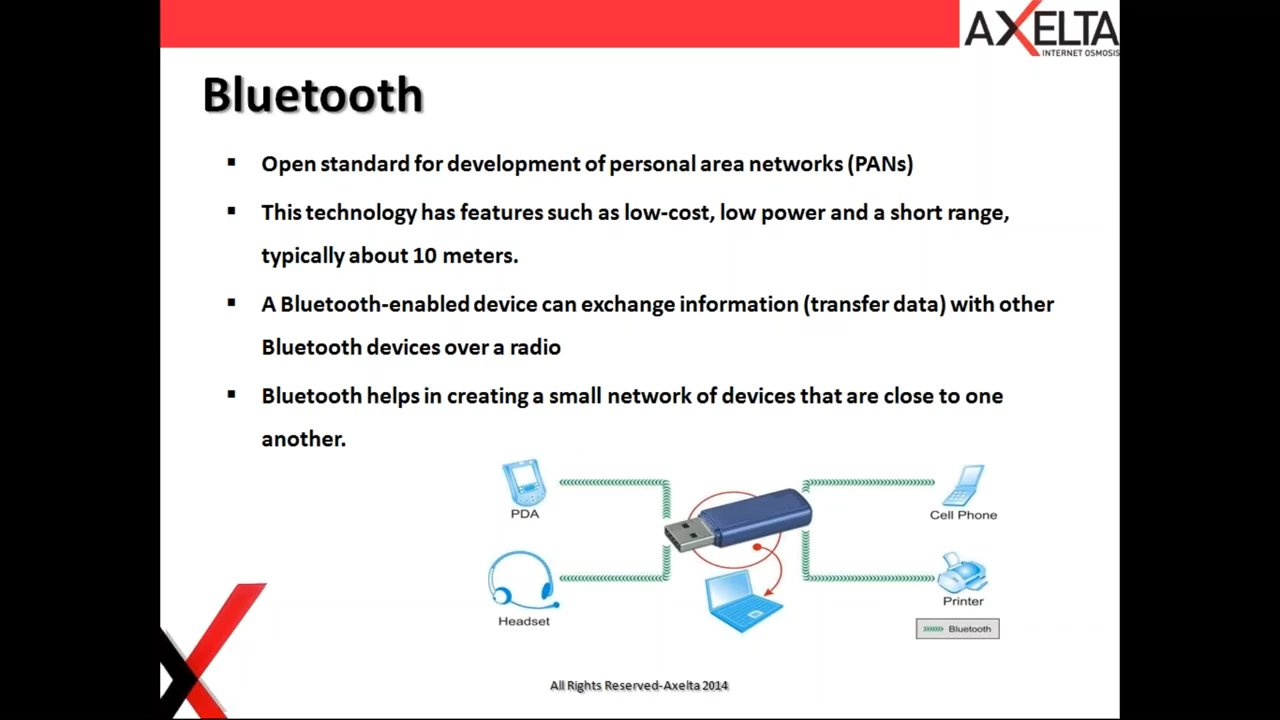 AXELTA
INTERNET OSMOSIS
Bluetooth
▪ Open standard for development of personal area networks (PANs)
▪ This technology has features such as low-cost, low power and a short range,
typically about 10 meters.
▪ A Bluetooth-enabled device can exchange information (transfer data) with other
Bluetooth devices over a radio
▪ Bluetooth helps in creating a small network of devices that are close to one
another.
PDA
Cell Phone
Headset
Printer
Bluetooth
All Rights Reserved-Axelta 2014